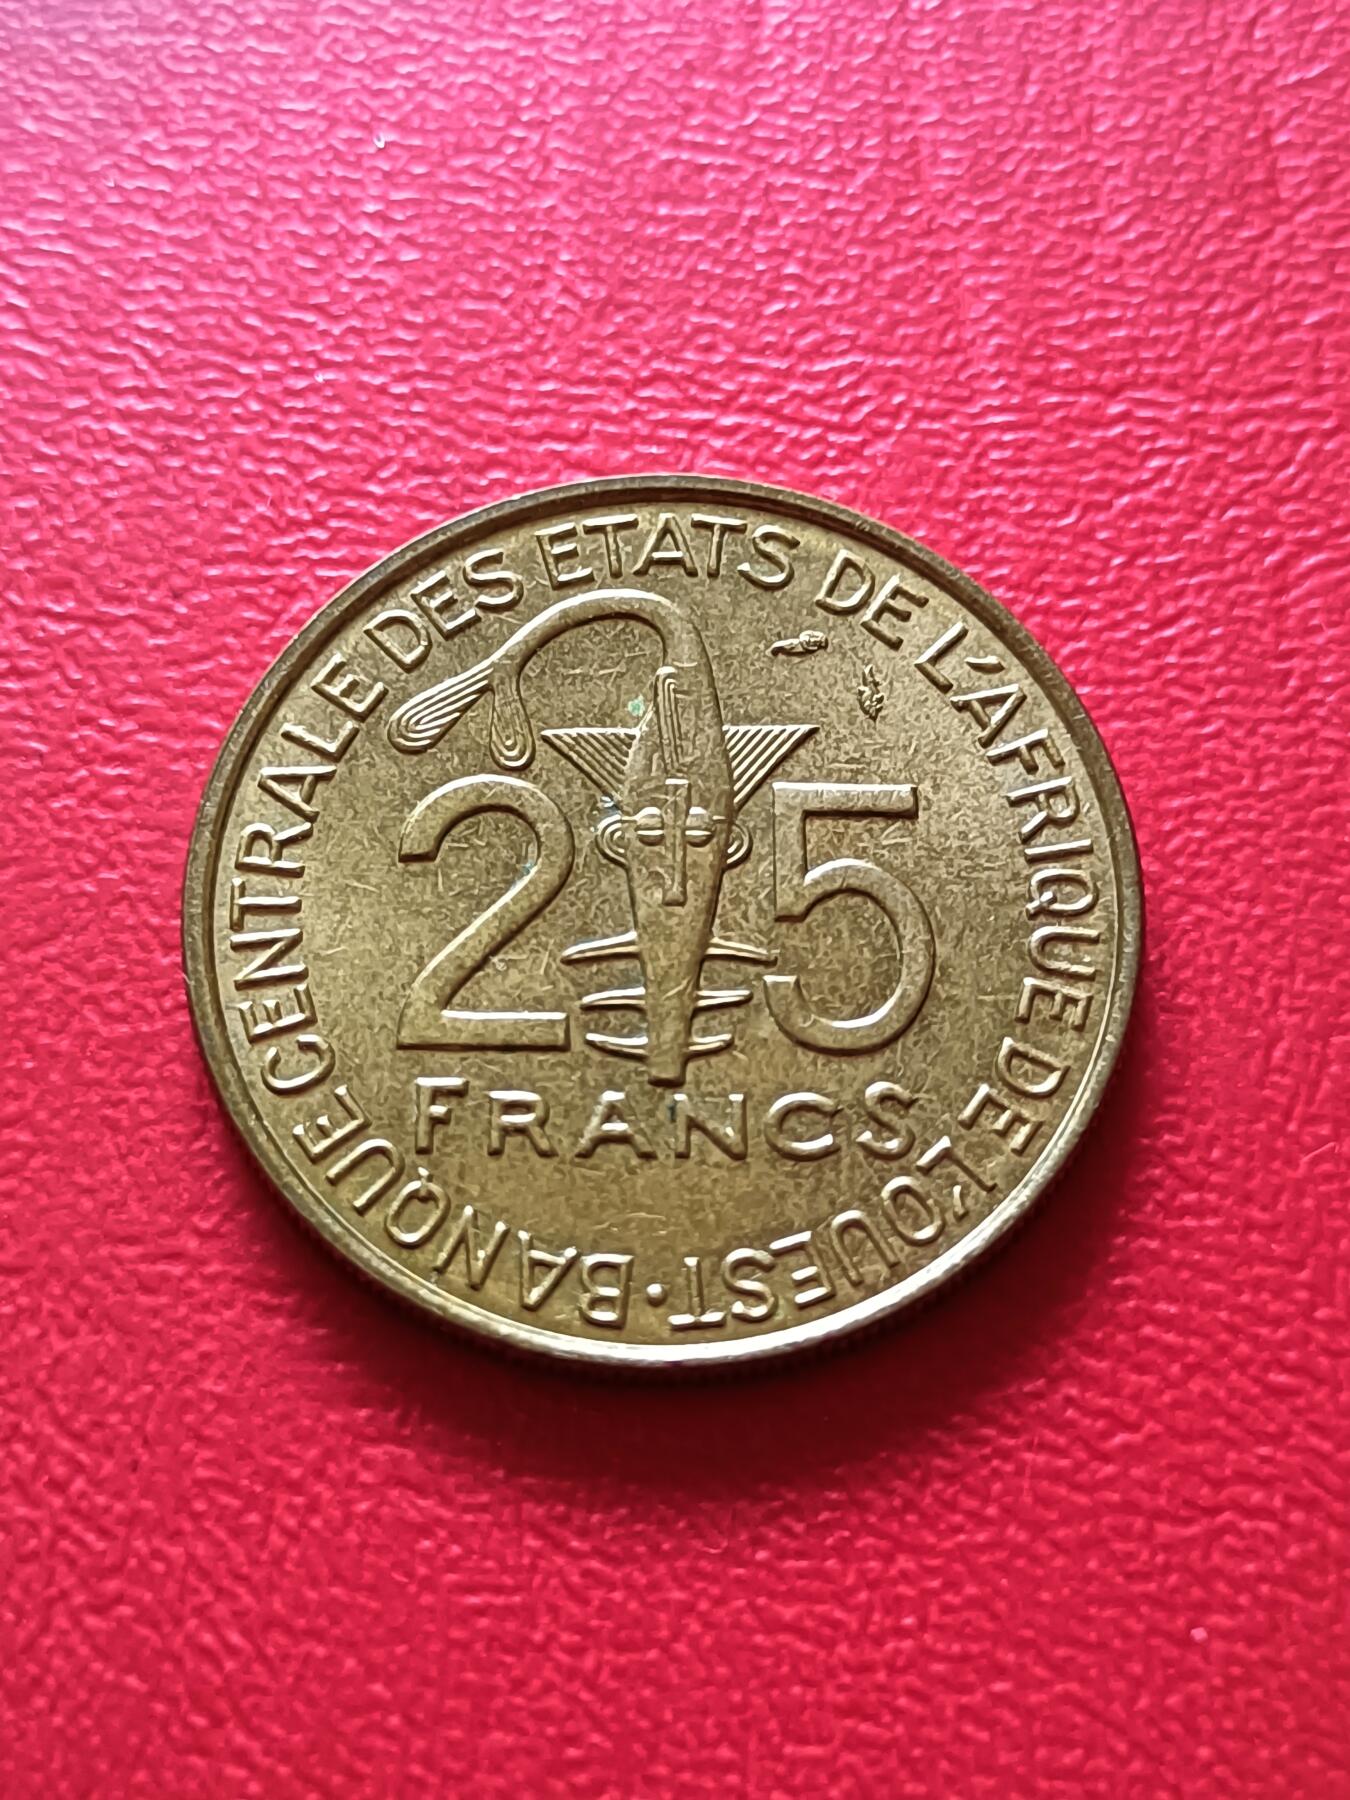 BANQUE CENTRALE DES ETATS DE L'AFRIQUE DE L'OUEST ·
25
FRANCS